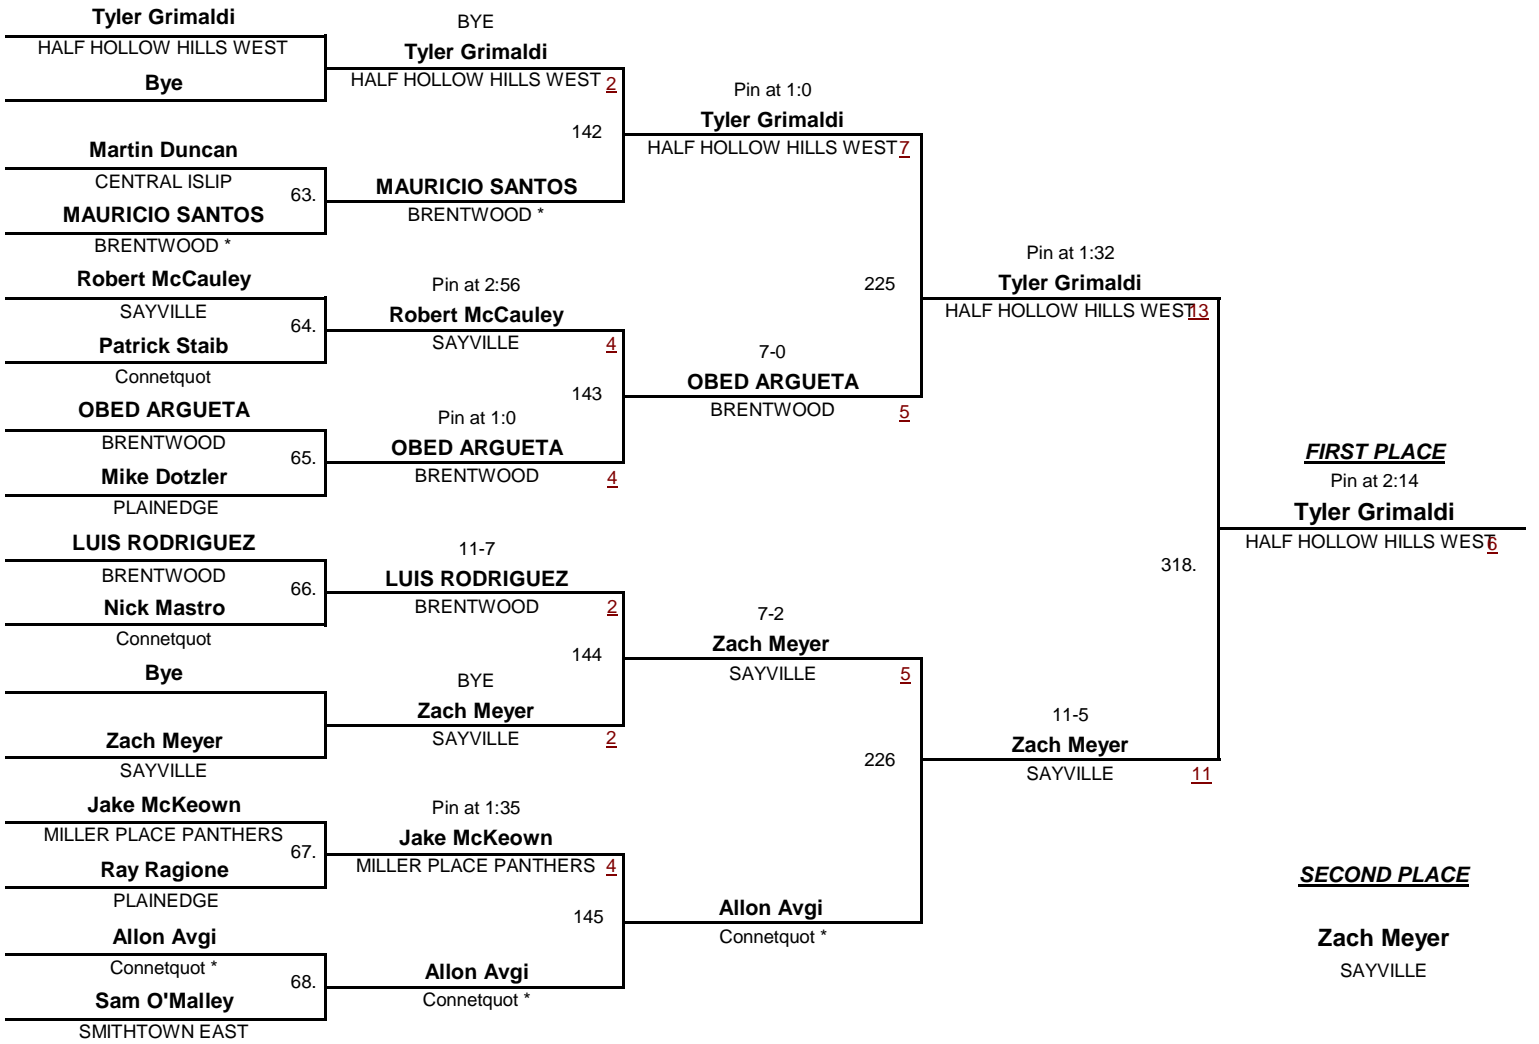 Tyler Grimaldi
HALF HOLLOW HILLS WEST
Bye
Martin Duncan
CENTRAL ISLIP
63.
MAURICIO SANTOS
BRENTWOOD *
Robert McCauley
SAYVILLE
64.
Patrick Staib
Connetquot
OBED ARGUETA
BRENTWOOD
65.
Mike Dotzler
PLAINEDGE
LUIS RODRIGUEZ
BRENTWOOD
66.
Nick Mastro
Connetquot
Bye
Zach Meyer
SAYVILLE
Jake McKeown
MILLER PLACE PANTHERS
67.
Ray Ragione
PLAINEDGE
Allon Avgi
Connetquot *
68.
Sam O'Malley
SMITHTOWN EAST
BYE
Tyler Grimaldi
HALF HOLLOW HILLS WEST 2
142
MAURICIO SANTOS
BRENTWOOD *
Pin at 2:56
Robert McCauley
SAYVILLE 4
143
Pin at 1:0
OBED ARGUETA
BRENTWOOD 4
11-7
LUIS RODRIGUEZ
BRENTWOOD 2
144
BYE
Zach Meyer
SAYVILLE 2
Pin at 1:35
Jake McKeown
MILLER PLACE PANTHERS 4
145
Allon Avgi
Connetquot *
Pin at 1:0
Tyler Grimaldi
HALF HOLLOW HILLS WEST 7
225
7-0
OBED ARGUETA
BRENTWOOD 5
7-2
Zach Meyer
SAYVILLE 5
226
Allon Avgi
Connetquot *
Pin at 1:32
Tyler Grimaldi
HALF HOLLOW HILLS WEST 13
318.
11-5
Zach Meyer
SAYVILLE 11
FIRST PLACE
Pin at 2:14
Tyler Grimaldi
HALF HOLLOW HILLS WEST 6
SECOND PLACE
Zach Meyer
SAYVILLE